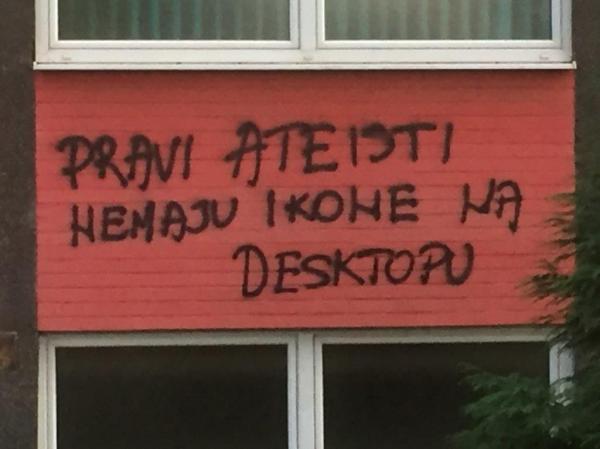 PRAVI ATEISTI
NEMAJU IKONE NA
DESKTOPU